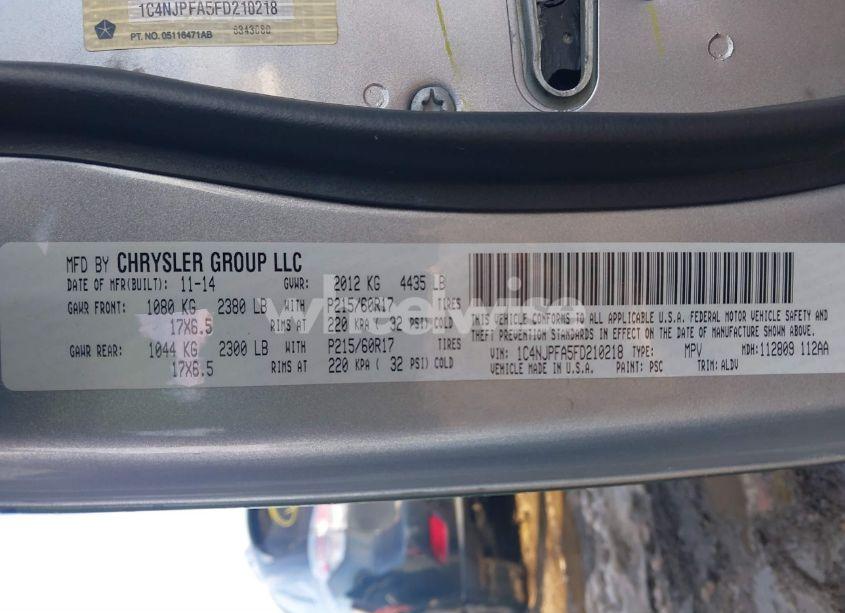 1C4NJPFA5FD210218
PT. NO. 05116471AB 6343680
MFD BY CHRYSLER GROUP LLC
DATE OF MFR(BUILT): 11-14 GVWR: 2012 KG 4435 LB
GAWR FRONT: 1080 KG 2380 LB WITH P215/60R17 TIRES
17X6.5 RIMS AT 220 KPA ( 32 PSI) COLD
GAWR REAR: 1044 KG 2300 LB WITH P215/60R17 TIRES
17X6.5 RIMS AT 220 KPA ( 32 PSI) COLD
THIS VEHICLE CONFORMS TO ALL APPLICABLE U.S.A. FEDERAL MOTOR VEHICLE SAFETY AND
THEFT PREVENTION STANDARDS IN EFFECT ON THE DATE OF MANUFACTURE SHOWN ABOVE.
VIN: 1C4NJPFA5FD210218 TYPE: MPV MDH: 112809 112AA
VEHICLE MADE IN U.S.A. PAINT: PSC TRIM: ALDV